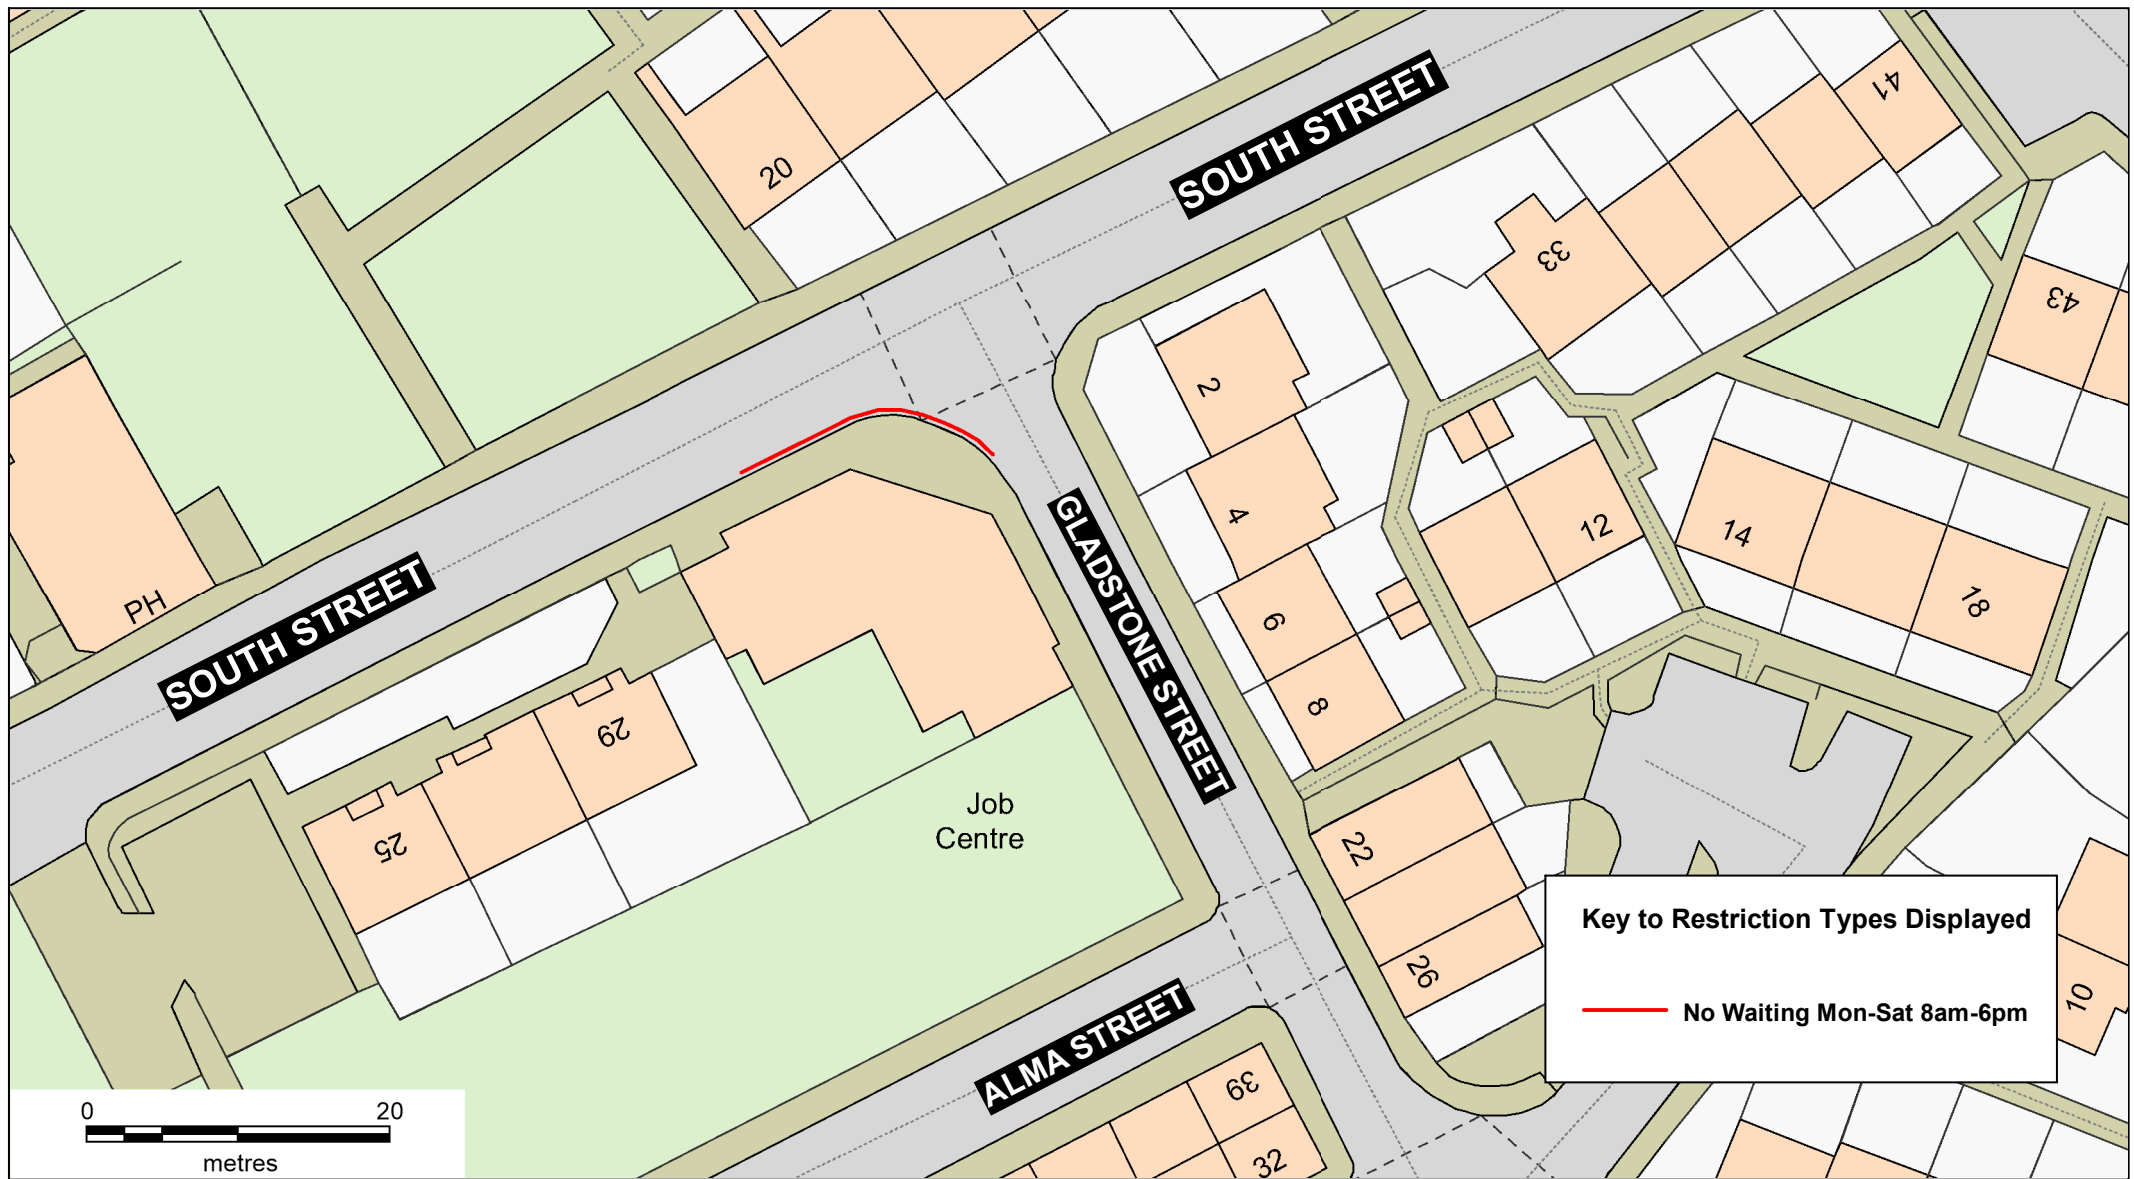 SOUTH STREET
41
20
33
43
2
4
12
14
GLADSTONE STREET
PH
SOUTH STREET
6
18
8
29
25
Job
Centre
22
26
Key to Restriction Types Displayed
No Waiting Mon-Sat 8am-6pm
10
ALMA STREET
39
32
0 20
metres